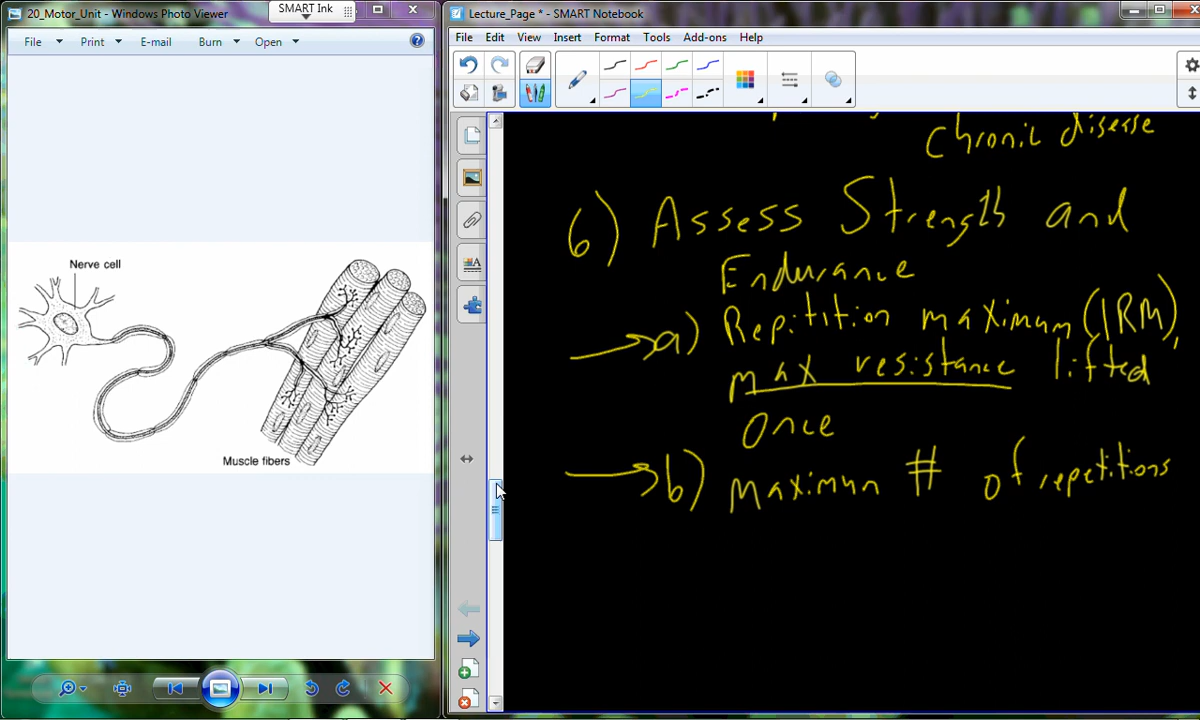 20_Motor_Unit - Windows Photo Viewer
SMART Ink
File Print E-mail Burn Open
Nerve cell
Muscle fibers
Lecture_Page * - SMART Notebook
File Edit View Insert Format Tools Add-ons Help
chronic disease
6) Assess Strength and
Endurance
a) Repitition maximum (1RM),
max resistance lifted
once
b) Maximum # of repetitions